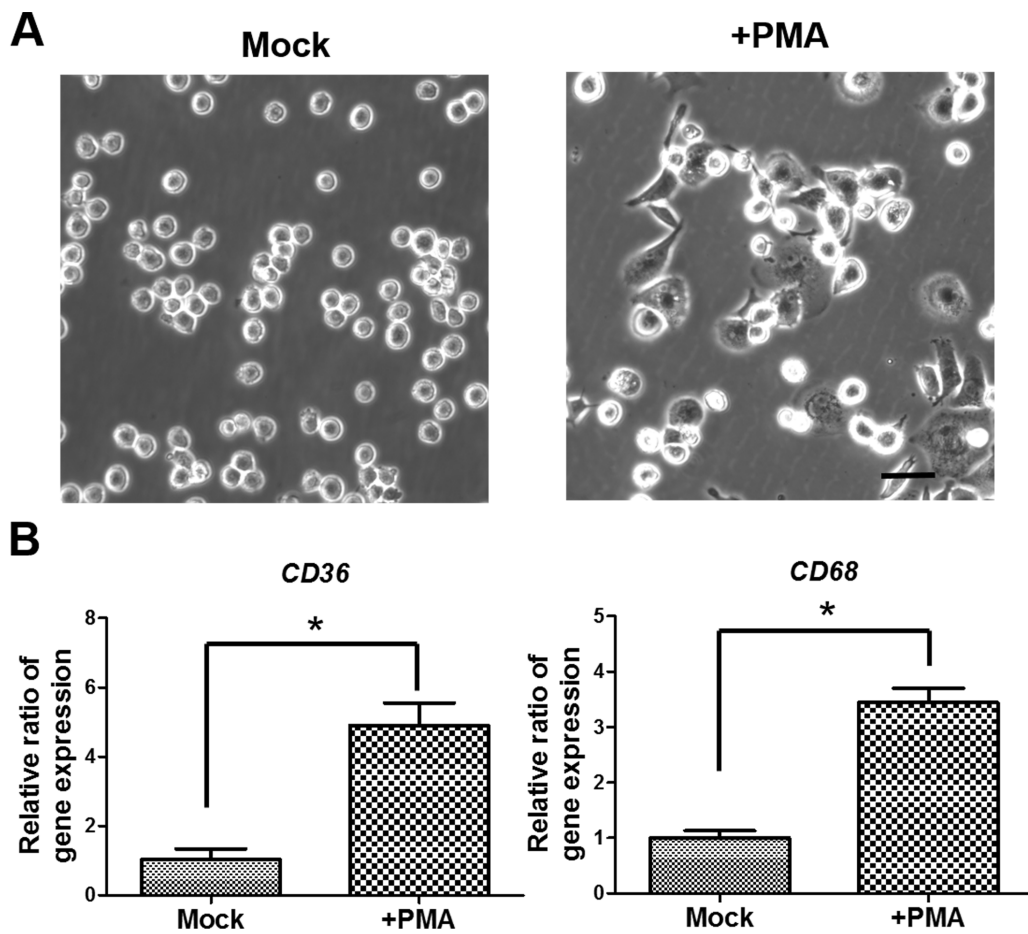 A
Mock
+PMA
B
CD36
CD68
*
*
Relative ratio of
gene expression
8
6
4
2
0
Mock
+PMA
Relative ratio of
gene expression
5
4
3
2
1
0
Mock
+PMA